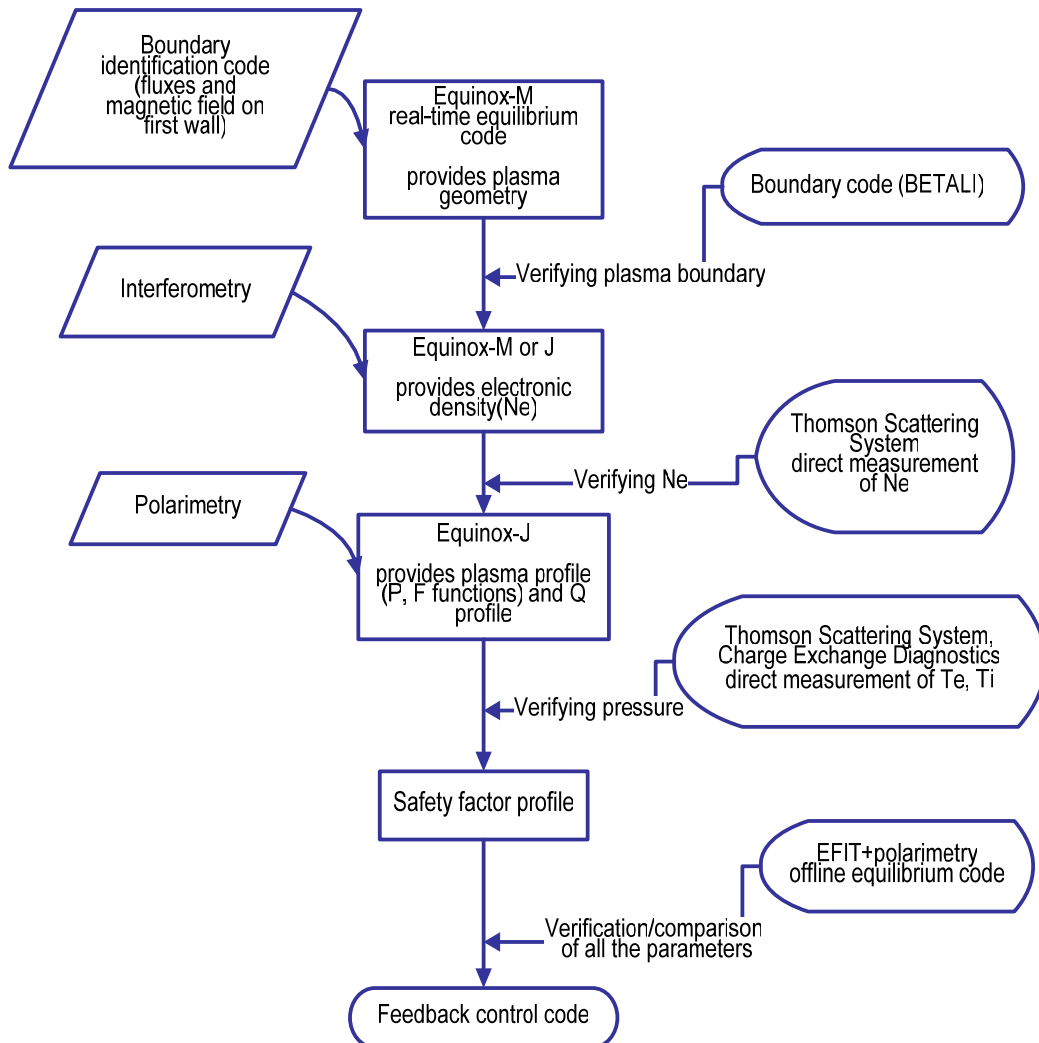 Boundary
identification code
(fluxes and
magnetic field on
first wall)
Equinox-M
real-time equilibrium
code
provides plasma
geometry
Boundary code (BETALI)
Verifying plasma boundary
Interferometry
Equinox-M or J
provides electronic
density(Ne)
Thomson Scattering
System
direct measurement
of Ne
Verifying Ne
Polarimetry
Equinox-J
provides plasma profile
(P, F functions) and Q
profile
Thomson Scattering System,
Charge Exchange Diagnostics
direct measurement of Te, Ti
Verifying pressure
Safety factor profile
EFIT+polarimetry
offline equilibrium code
Verification/comparison
of all the parameters
Feedback control code